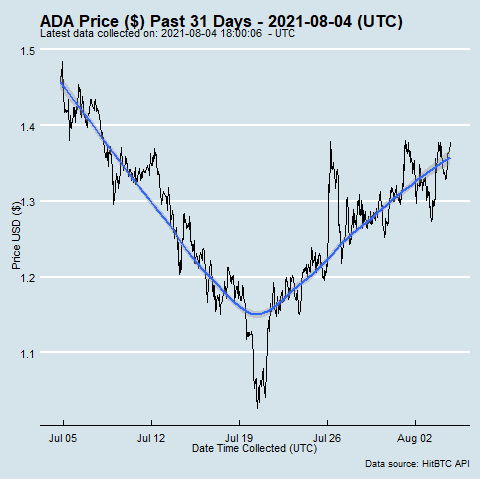 ADA Price ($) Past 31 Days - 2021-08-04 (UTC)
Latest data collected on: 2021-08-04 18:00:06  - UTC
1.5
1.4
1.3
1.2
1.1
Price USD ($)
Jul 05 Jul 12 Jul 19 Jul 26 Aug 02
Date Time Collected (UTC)
Data source: HitBTC API